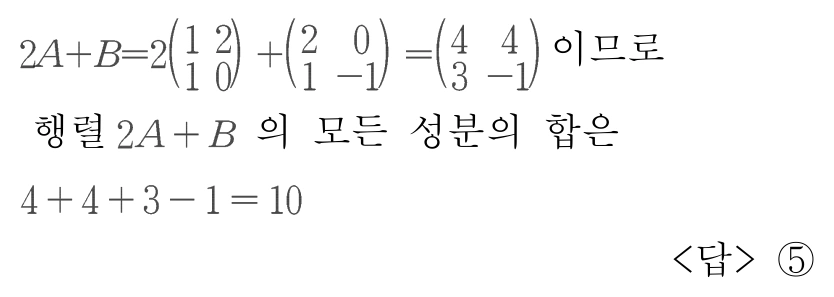 2A+B=2(1 2 1 0)+(2 0 1 -1)=(4 4 3 -1) 이므로
행렬 2A+B 의 모든 성분의 합은
4+4+3-1=10
<답> ⑤